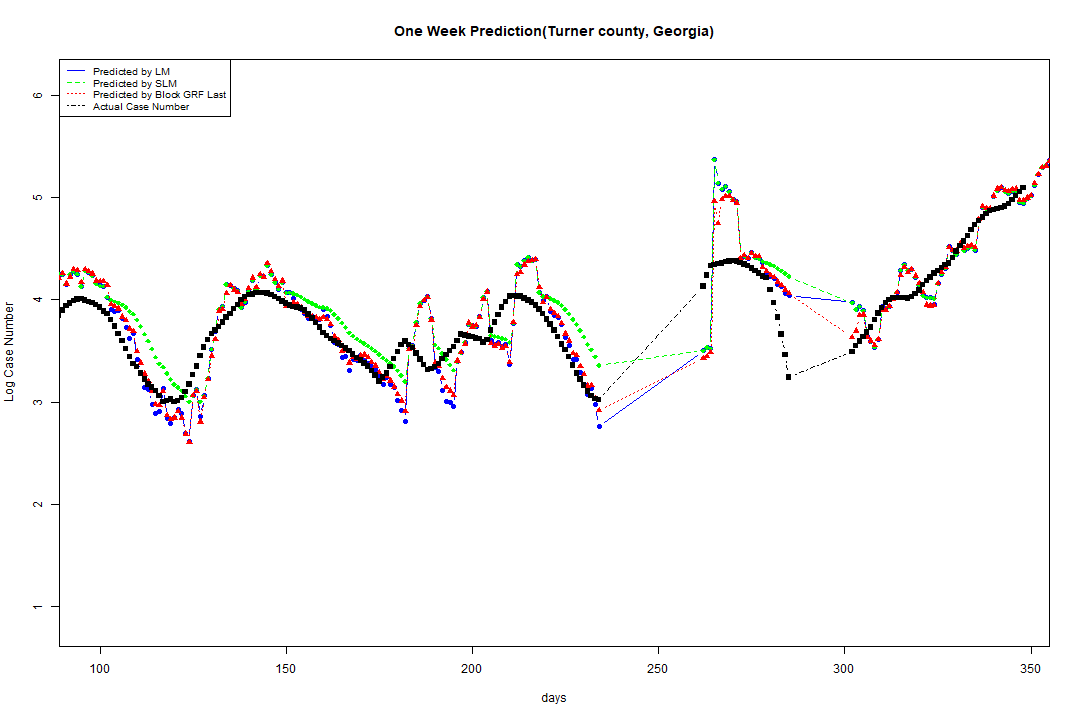 One Week Prediction(Turner county, Georgia)
Predicted by LM
Predicted by SLM
Predicted by Block GRF Last
Actual Case Number
6
5
4
3
2
1
Log Case Number
100 150 200 250 300 350
days